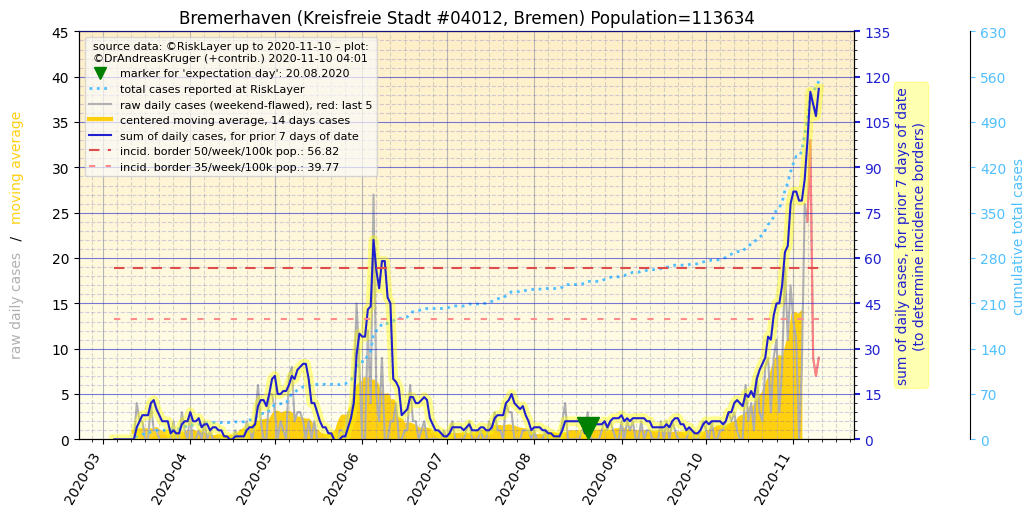 Bremerhaven (Kreisfreie Stadt #04012, Bremen) Population=113634
source data: ©RiskLayer up to 2020-11-10 – plot:
©DrAndreasKruger (+contrib.) 2020-11-10 04:01
marker for 'expectation day': 20.08.2020
total cases reported at RiskLayer
raw daily cases (weekend-flawed), red: last 5
centered moving average, 14 days cases
sum of daily cases, for prior 7 days of date
incid. border 50/week/100k pop.: 56.82
incid. border 35/week/100k pop.: 39.77
raw daily cases / moving average
45
40
35
30
25
20
15
10
5
0
2020-03
2020-04
2020-05
2020-06
2020-07
2020-08
2020-09
2020-10
2020-11
135
120
105
90
75
60
45
30
15
0
sum of daily cases, for prior 7 days of date
(to determine incidence borders)
630
560
490
420
350
280
210
140
70
0
cumulative total cases